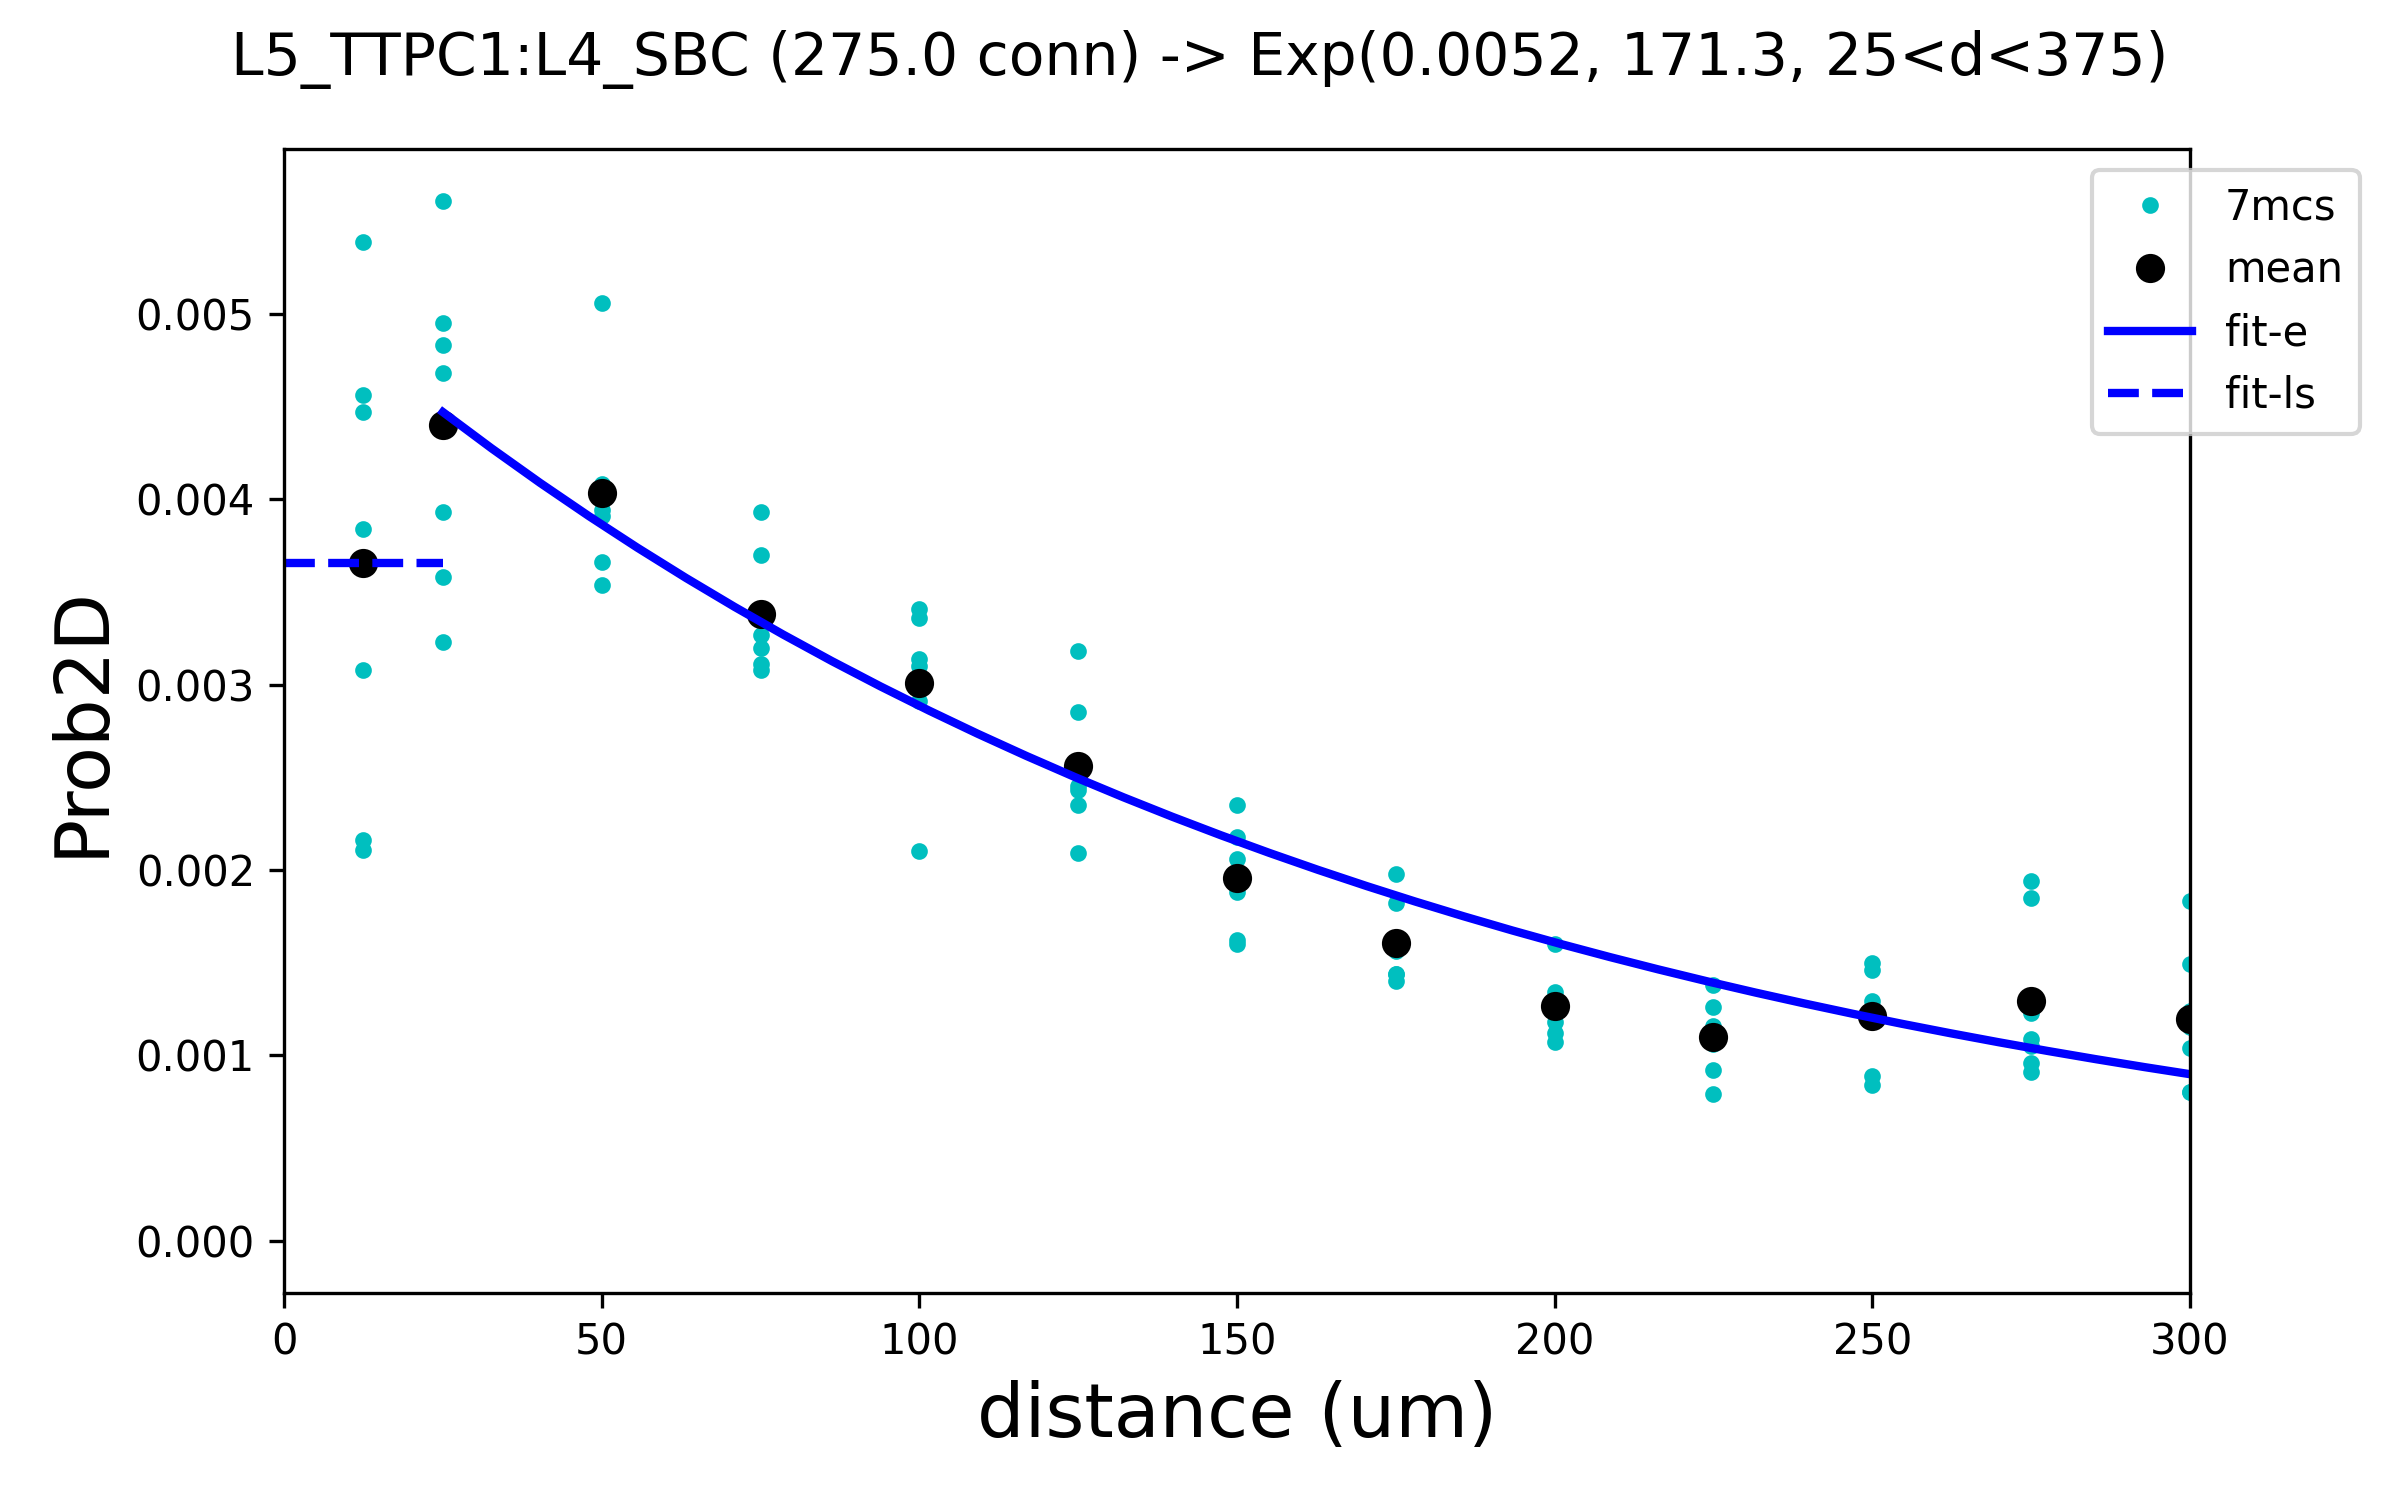 L5_TTPC1:L4_SBC (275.0 conn) -> Exp(0.0052, 171.3, 25<d<375)
7mcs
mean
fit-e
fit-ls
Prob2D
0.005
0.004
0.003
0.002
0.001
0.000
0 50 100 150 200 250 300
distance (um)